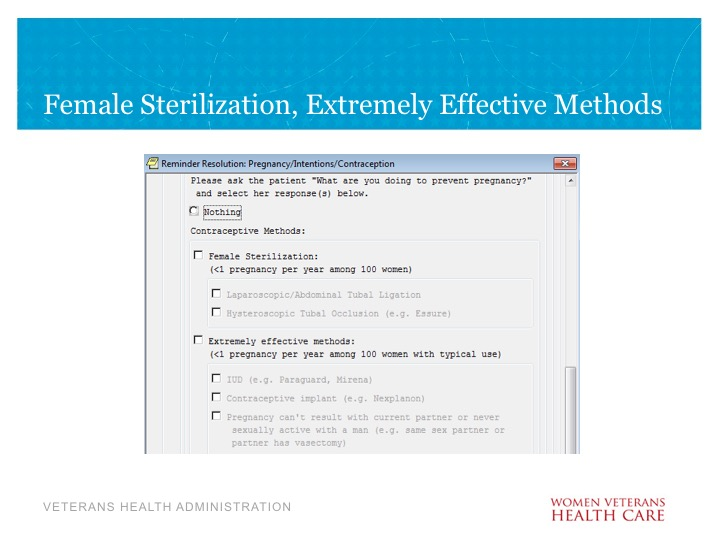 Female Sterilization, Extremely Effective Methods
Reminder Resolution: Pregnancy/Intentions/Contraception
Please ask the patient "What are you doing to prevent pregnancy?"
and select her response(s) below.
Nothing
Contraceptive Methods:
Female Sterilization:
(<1 pregnancy per year among 100 women)
Laparoscopic/Abdominal Tubal Ligation
Hysteroscopic Tubal Occlusion (e.g. Essure)
Extremely effective methods:
(<1 pregnancy per year among 100 women with typical use)
IUD (e.g. Paraguard, Mirena)
Contraceptive implant (e.g. Nexplanon)
Pregnancy can't result with current partner or never
sexually active with a man (e.g. same sex partner or
partner has vasectomy)
VETERANS HEALTH ADMINISTRATION
WOMEN VETERANS
HEALTH CARE